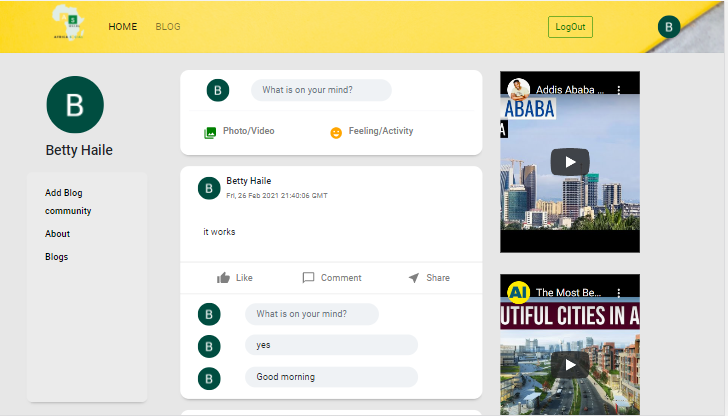 S
HOME
BLOG
LogOut
B
B
Betty Haile
Add Blog
community
About
Blogs
B
What is on your mind?
Photo/Video
Feeling/Activity
B
Betty Haile
Fri, 26 Feb 2021 21:40:06 GMT
it works
Like
Comment
Share
B
What is on your mind?
B
yes
B
Good morning
Addis Ababa ...
ABABA
A
AI
The Most Be...
UTIFUL CITIES IN A